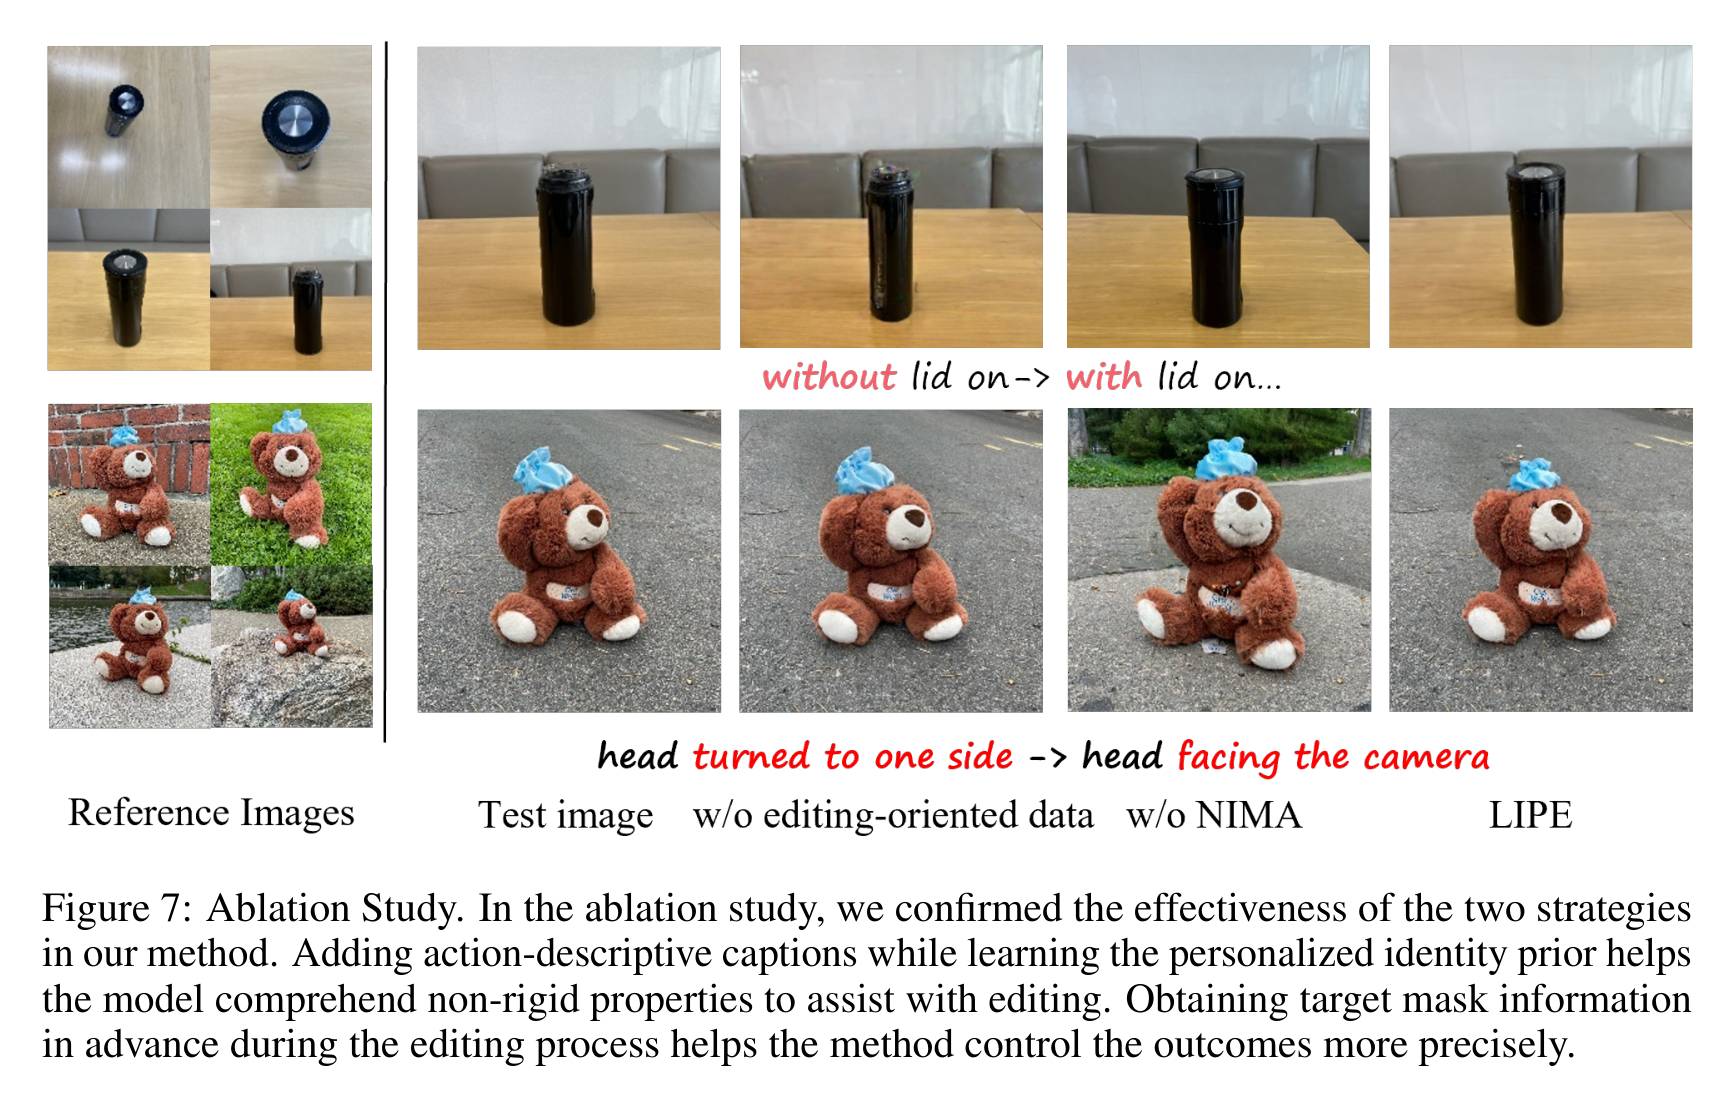 without lid on-> with lid on...
head turned to one side -> head facing the camera
Reference Images
Test image
w/o editing-oriented data
w/o NIMA
LIPE
Figure 7: Ablation Study. In the ablation study, we confirmed the effectiveness of the two strategies
in our method. Adding action-descriptive captions while learning the personalized identity prior helps
the model comprehend non-rigid properties to assist with editing. Obtaining target mask information
in advance during the editing process helps the method control the outcomes more precisely.